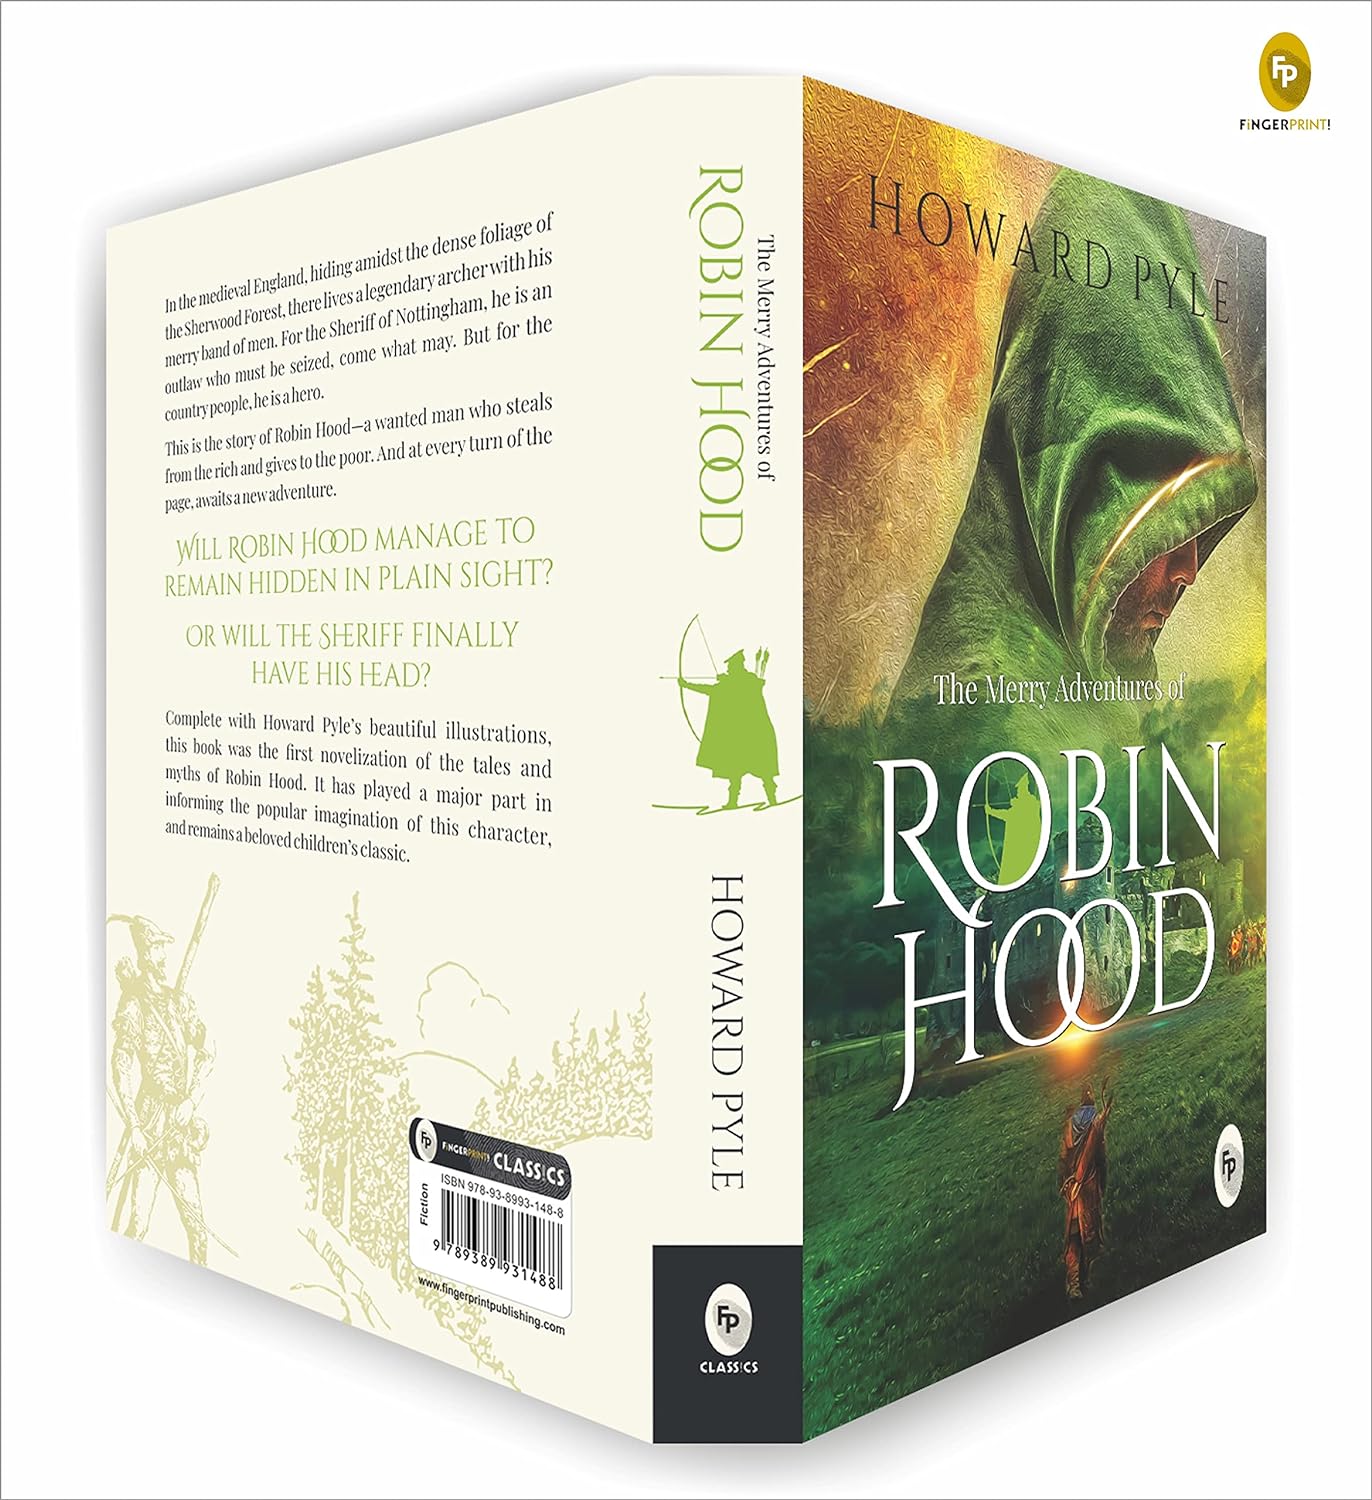 FP
FiNGERPRINT!
In the medieval England, hiding amidst the dense foliage of
the Sherwood Forest, there lives a legendary archer with his
merry band of men. For the Sheriff of Nottingham, he is an
outlaw who must be seized, come what may. But for the
country people, he is a hero.
This is the story of Robin Hood—a wanted man who steals
from the rich and gives to the poor. And at every turn of the
page, awaits a new adventure.
WILL ROBIN HOOD MANAGE TO
REMAIN HIDDEN IN PLAIN SIGHT?
OR WILL THE SHERIFF FINALLY
HAVE HIS HEAD?
Complete with Howard Pyle's beautiful illustrations,
this book was the first novelization of the tales and
myths of Robin Hood. It has played a major part in
informing the popular imagination of this character,
and remains a beloved children's classic.
FP FiNGERPRINT! CLASS!CS
ISBN 978-93-8993-148-8
Fiction
9 789389 931488
www.fingerprintpublishing.com
The Merry Adventures of
ROBIN HOOD
HOWARD PYLE
FP
CLASS!CS
HOWARD PYLE
The Merry Adventures of
ROBIN
HOOD
FP